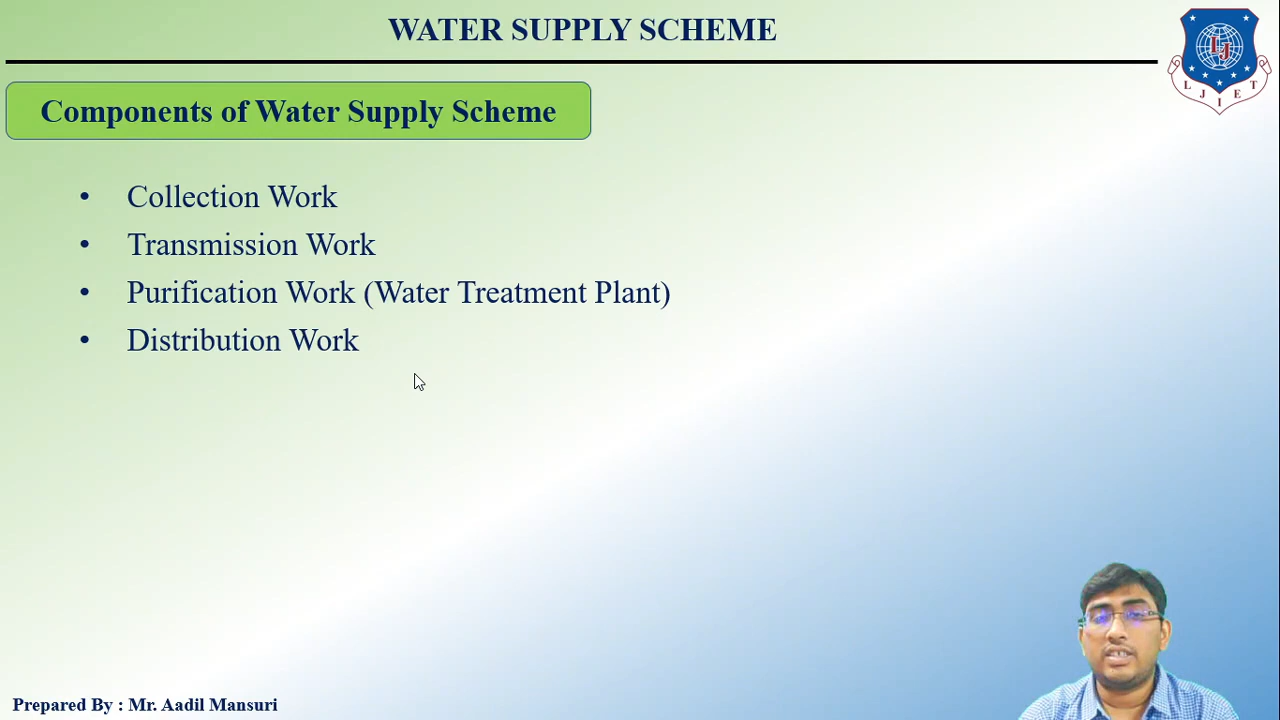 WATER SUPPLY SCHEME
LJ
L J I E T
Components of Water Supply Scheme
• Collection Work
• Transmission Work
• Purification Work (Water Treatment Plant)
• Distribution Work
Prepared By : Mr. Aadil Mansuri